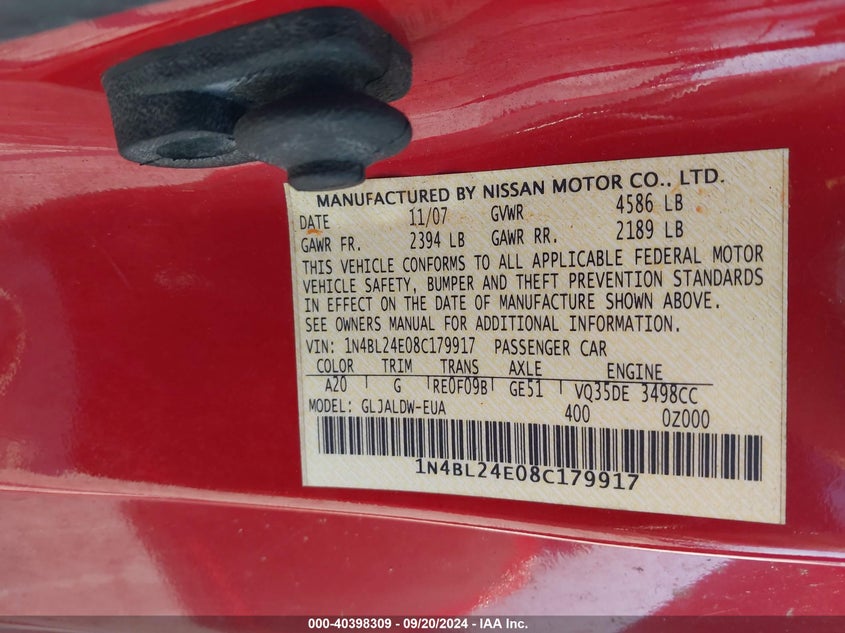 MANUFACTURED BY NISSAN MOTOR CO., LTD.
DATE 11/07 GVWR 4586 LB
GAWR FR. 2394 LB GAWR RR. 2189 LB
THIS VEHICLE CONFORMS TO ALL APPLICABLE FEDERAL MOTOR
VEHICLE SAFETY, BUMPER AND THEFT PREVENTION STANDARDS
IN EFFECT ON THE DATE OF MANUFACTURE SHOWN ABOVE.
SEE OWNERS MANUAL FOR ADDITIONAL INFORMATION.
VIN: 1N4BL24E08C179917 PASSENGER CAR
COLOR TRIM TRANS AXLE ENGINE
A20 G RE0F09B GE51 VQ35DE 3498CC
MODEL: GLJALDW-EUA 400 0Z000
1N4BL24E08C179917
000-40398309 - 09/20/2024 - IAA Inc.